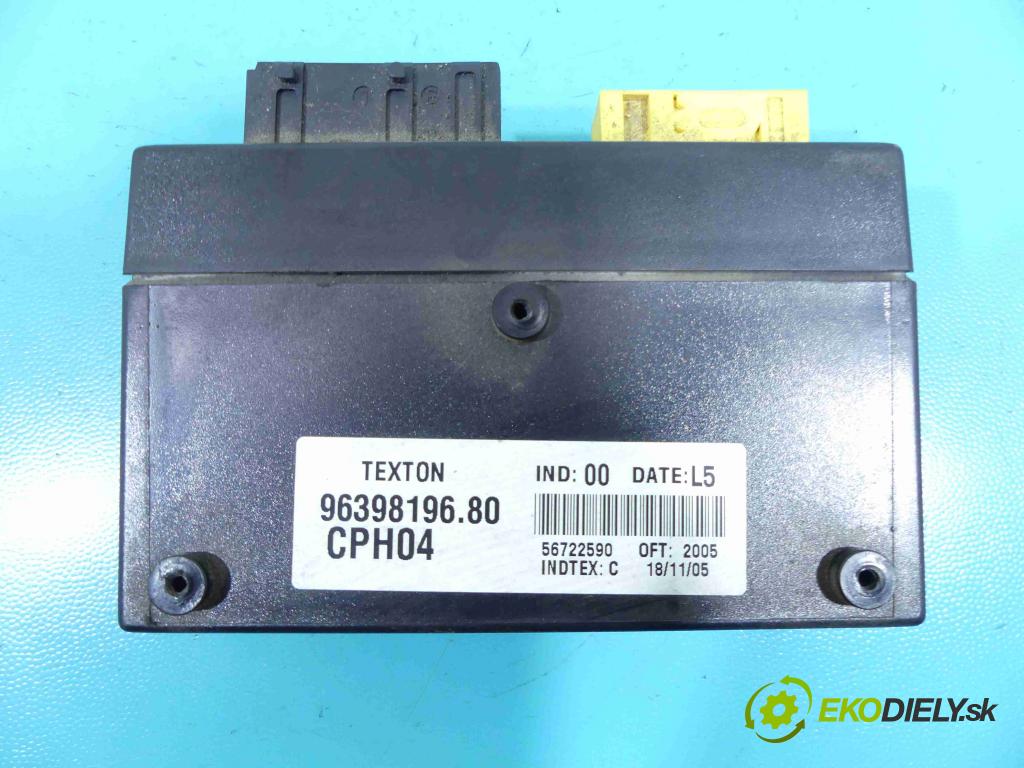 TEXTON
96398196.80
CPH04
IND: 00 DATE: L5
56722590 OFT: 2005
INDTEX: C 18/11/05
EKODIELY.sk